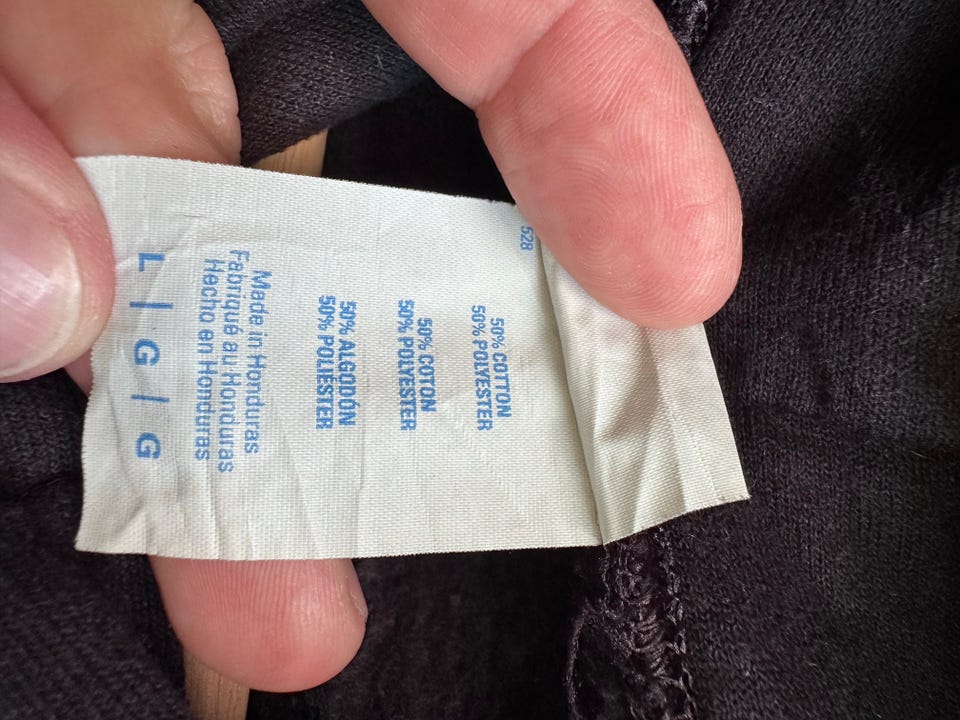 528
50% COTTON
50% POLYESTER
50% COTON
50% POLYESTER
50% ALGODÓN
50% POLIESTER
Made in Honduras
Fabriqué au Honduras
Hecho en Honduras
L | G | G